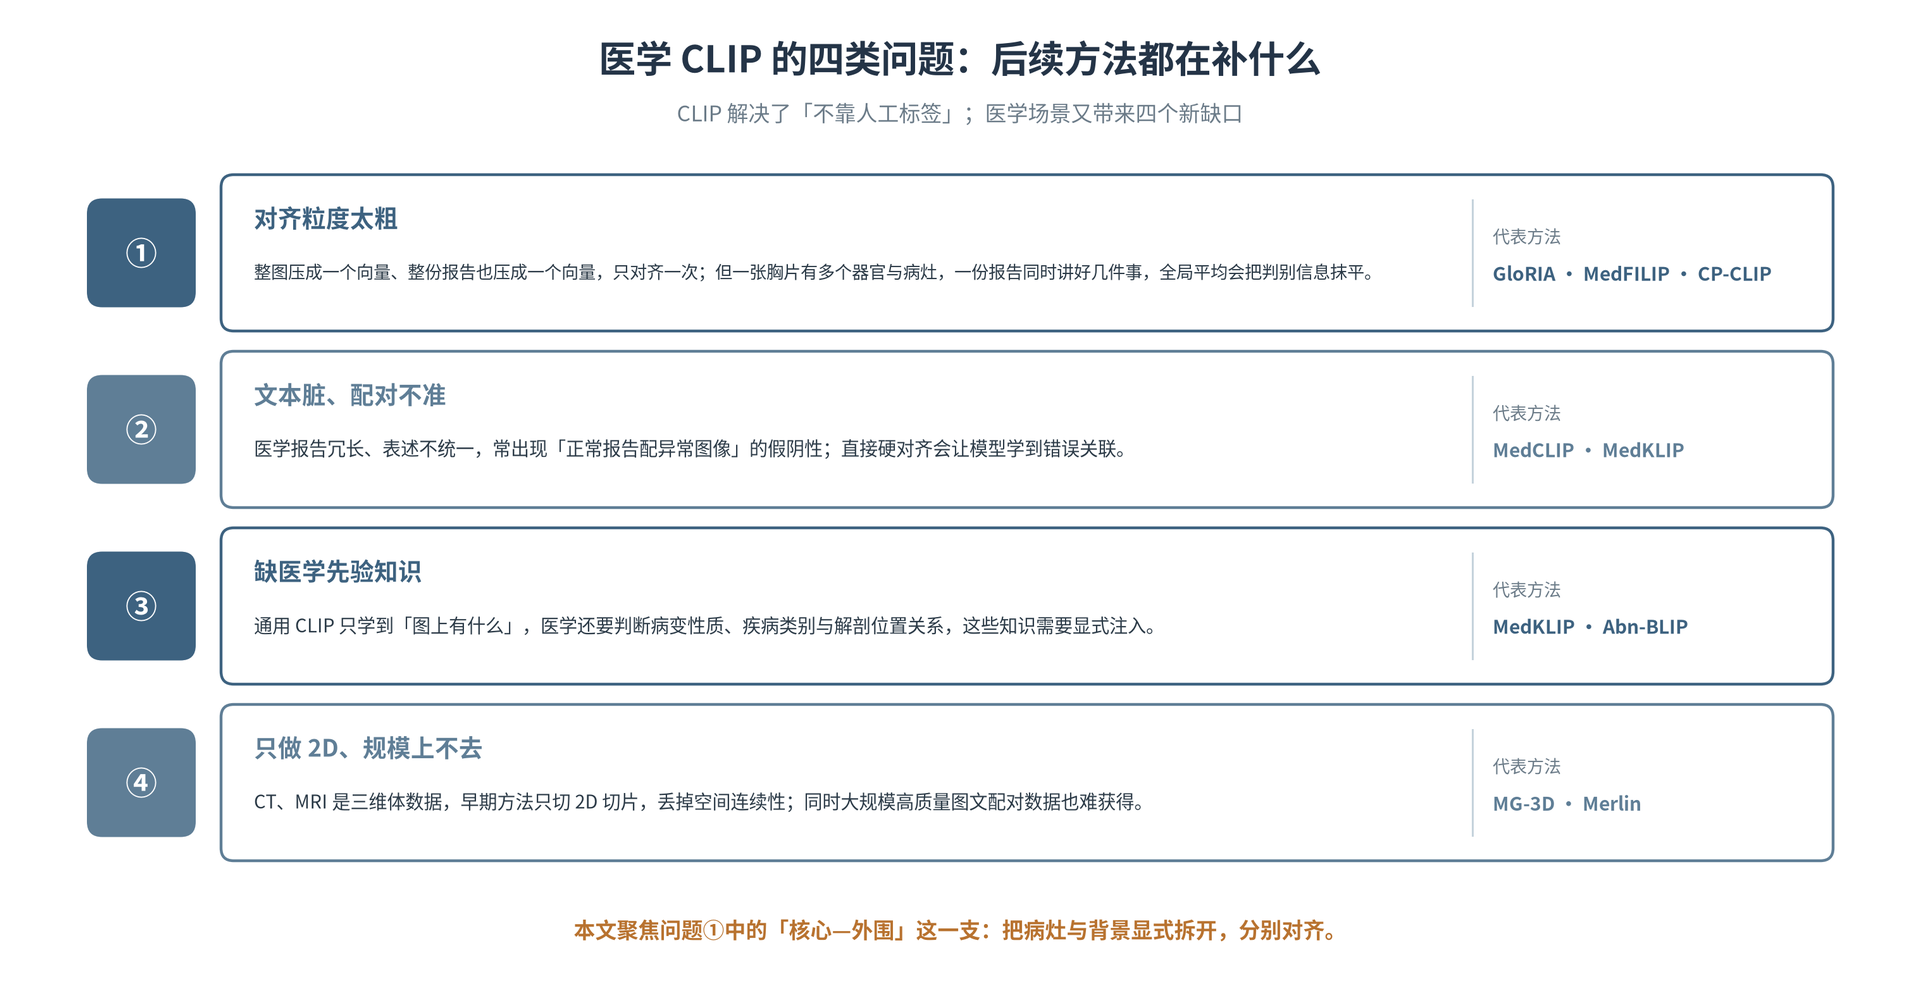 医学 CLIP 的四类问题：后续方法都在补什么
CLIP 解决了「不靠人工标签」；医学场景又带来四个新缺口
①
对齐粒度太粗
整图压成一个向量、整份报告也压成一个向量，只对齐一次；但一张胸片有多个器官与病灶，一份报告同时讲好几件事，全局平均会把判别信息抹平。
代表方法
GloRIA • MedFILIP • CP-CLIP
②
文本脏、配对不准
医学报告冗长、表述不统一，常出现「正常报告配异常图像」的假阴性；直接硬对齐会让模型学到错误关联。
代表方法
MedCLIP • MedKLIP
③
缺医学先验知识
通用 CLIP 只学到「图上有什么」，医学还要判断病变性质、疾病类别与解剖位置关系，这些知识需要显式注入。
代表方法
MedKLIP • Abn-BLIP
④
只做 2D、规模上不去
CT、MRI 是三维体数据，早期方法只切 2D 切片，丢掉空间连续性；同时大规模高质量图文配对数据也难获得。
代表方法
MG-3D • Merlin
本文聚焦问题①中的「核心—外围」这一支：把病灶与背景显式拆开，分别对齐。